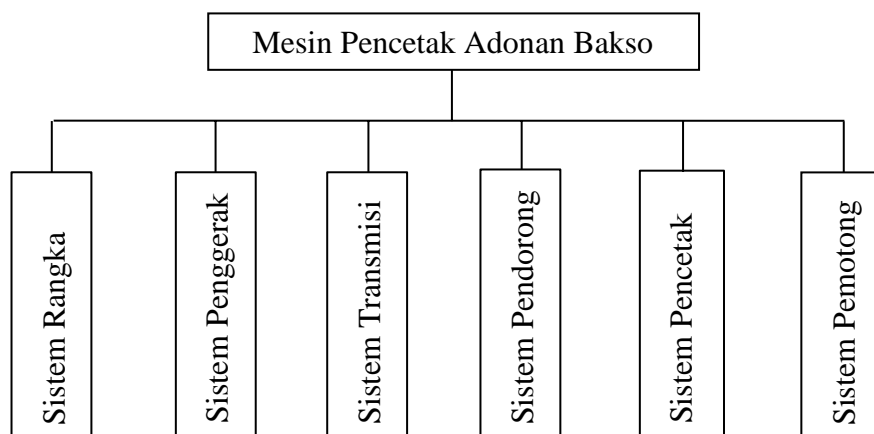 Mesin Pencetak Adonan Bakso
Sistem Rangka
Sistem Penggerak
Sistem Transmisi
Sistem Pendorong
Sistem Pencetak
Sistem Pemotong